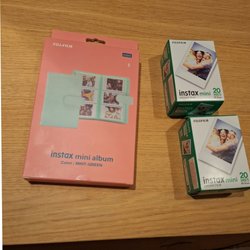 FUJIFILM
instax mini album
Color : MINT-GREEN
FUJIFILM
instax mini
20
FUJIFILM
instax mini
20